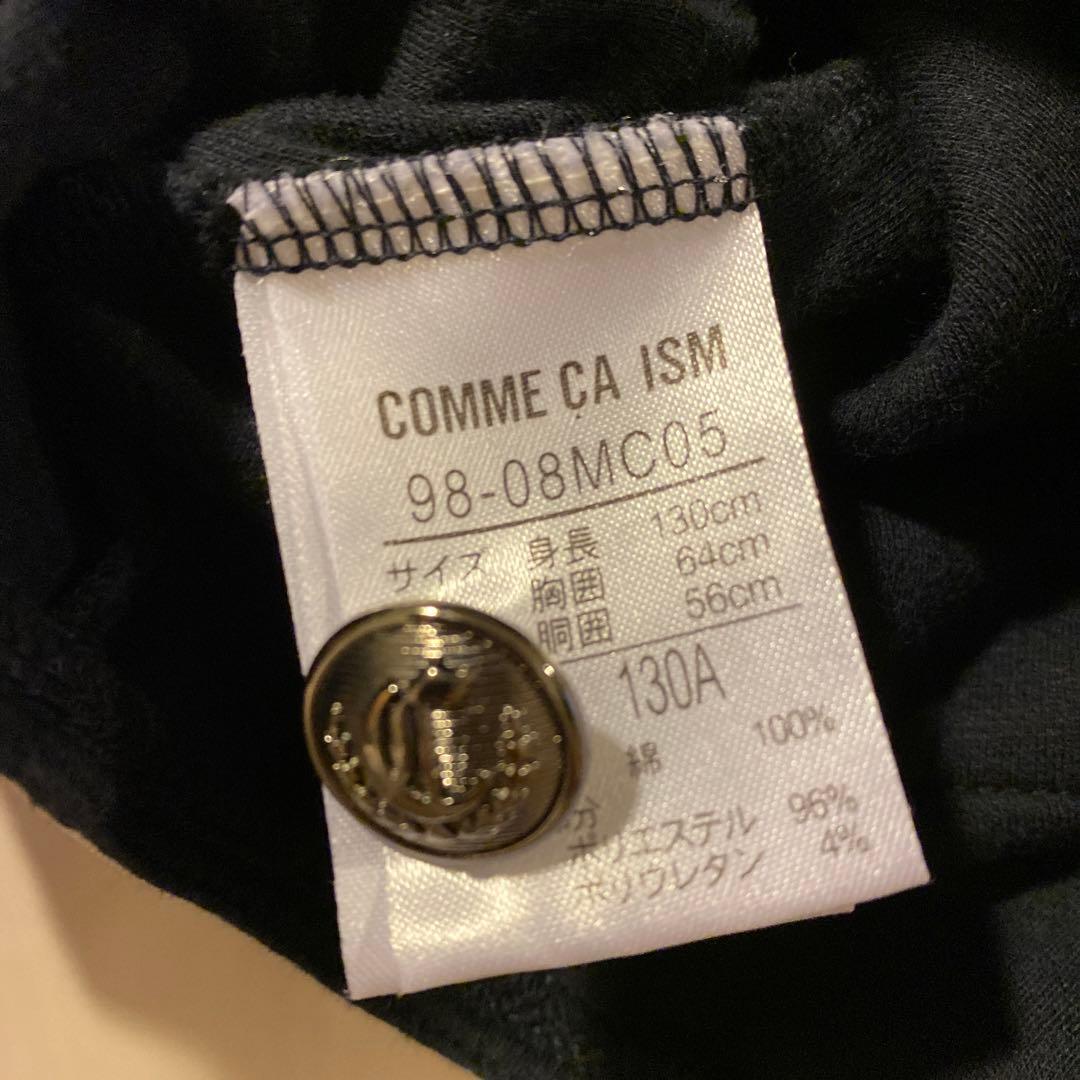 COMME ÇA ISM
98-08MC05
サイズ 身長 130cm
胸囲 64cm
胴囲 56cm
130A
綿 100%
分
ポリエステル 96%
ポリウレタン 4%